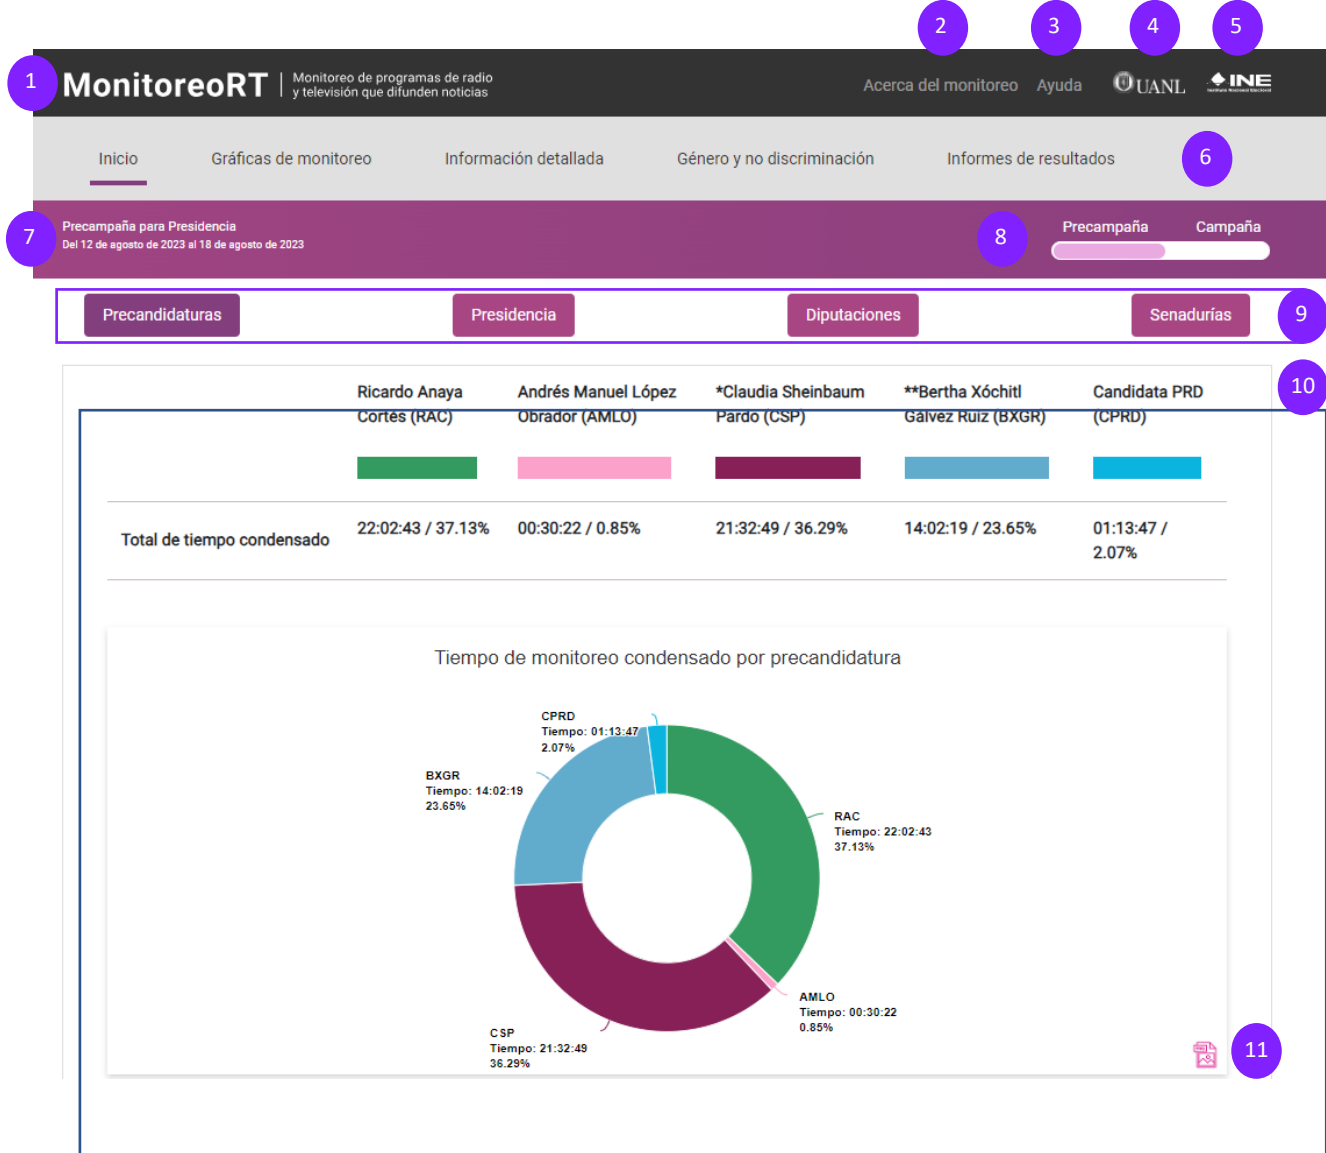 2
3
4
5
1
MonitoreoRT
Monitoreo de programas de radio
y televisión que difunden noticias
Acerca del monitoreo
Ayuda
UANL
INE
Instituto Nacional Electoral
Inicio
Gráficas de monitoreo
Información detallada
Género y no discriminación
Informes de resultados
6
7
Precampaña para Presidencia
Del 12 de agosto de 2023 al 18 de agosto de 2023
8
Precampaña
Campaña
Precandidaturas
Presidencia
Diputaciones
Senadurías
9
10
Ricardo Anaya
Cortés (RAC)
Andrés Manuel López
Obrador (AMLO)
*Claudia Sheinbaum
Pardo (CSP)
**Bertha Xóchitl
Gálvez Ruiz (BXGR)
Candidata PRD
(CPRD)
Total de tiempo condensado
22:02:43 / 37.13%
00:30:22 / 0.85%
21:32:49 / 36.29%
14:02:19 / 23.65%
01:13:47 /
2.07%
Tiempo de monitoreo condensado por precandidatura
CPRD
Tiempo: 01:13:47
2.07%
BXGR
Tiempo: 14:02:19
23.65%
RAC
Tiempo: 22:02:43
37.13%
AMLO
Tiempo: 00:30:22
0.85%
CSP
Tiempo: 21:32:49
36.29%
11